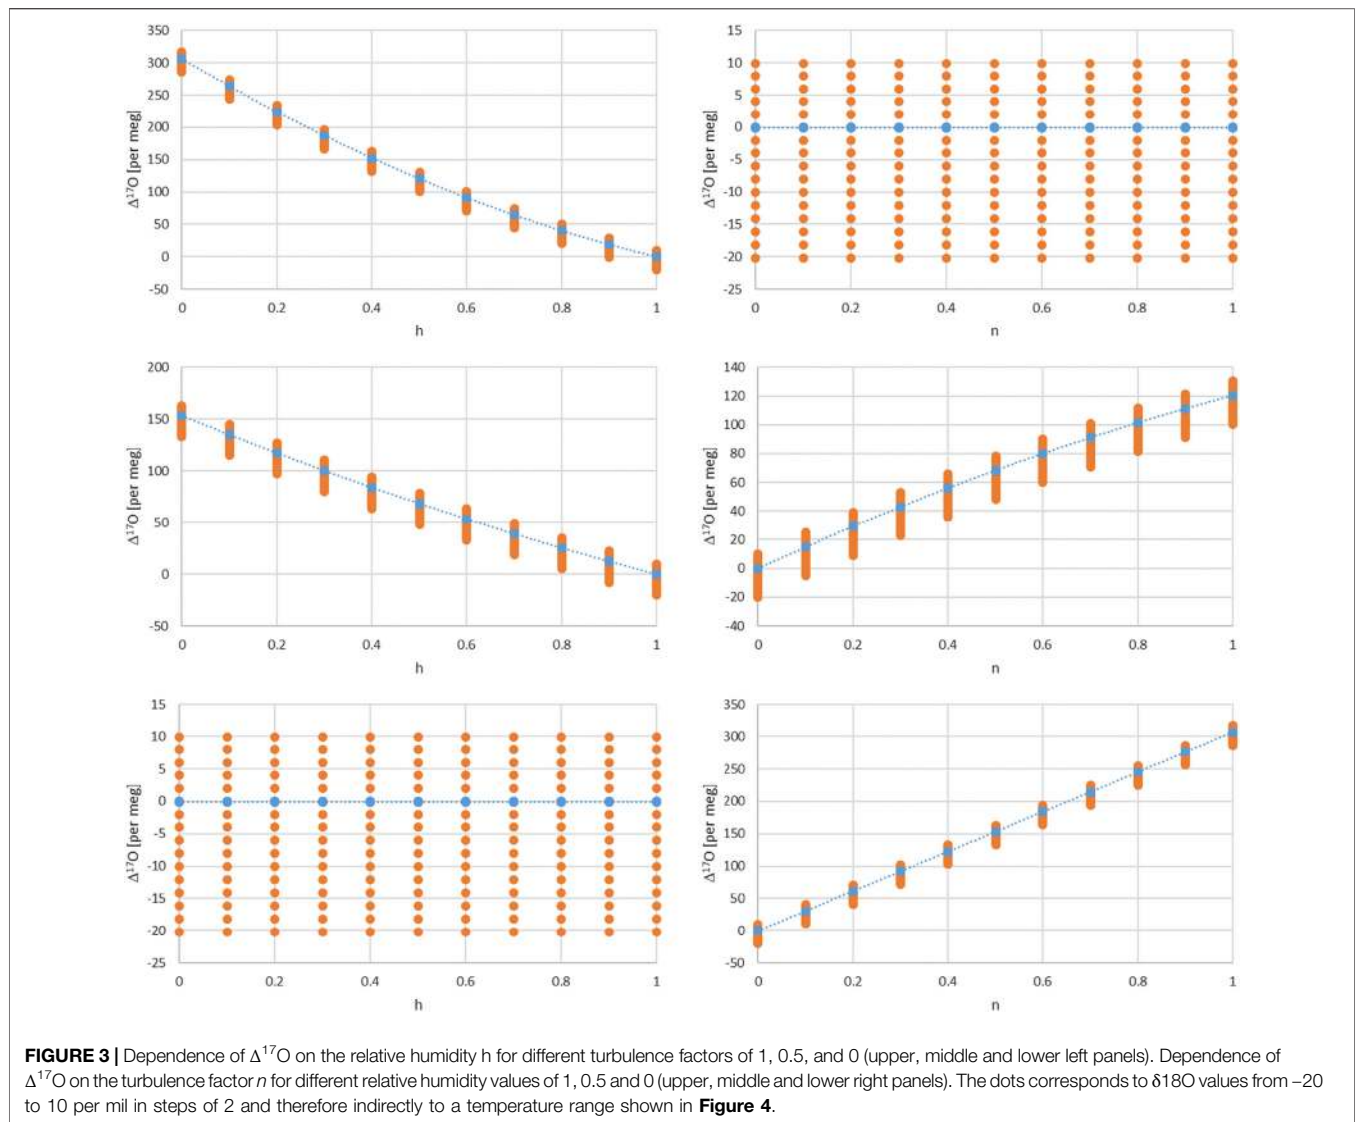 350
300
250
200
150
100
50
0
-50
Δ¹⁷O [per meg]
0 0.2 0.4 0.6 0.8 1
h
15
10
5
0
-5
-10
-15
-20
-25
Δ¹⁷O [per meg]
0 0.2 0.4 0.6 0.8 1
n
200
150
100
50
0
-50
Δ¹⁷O [per meg]
0 0.2 0.4 0.6 0.8 1
h
140
120
100
80
60
40
20
0
-20
-40
Δ¹⁷O [per meg]
0 0.2 0.4 0.6 0.8 1
n
15
10
5
0
-5
-10
-15
-20
-25
Δ¹⁷O [per meg]
0 0.2 0.4 0.6 0.8 1
h
350
300
250
200
150
100
50
0
-50
Δ¹⁷O [per meg]
0 0.2 0.4 0.6 0.8 1
n
FIGURE 3 | Dependence of Δ¹⁷O on the relative humidity h for different turbulence factors of 1, 0.5, and 0 (upper, middle and lower left panels). Dependence of
Δ¹⁷O on the turbulence factor n for different relative humidity values of 1, 0.5 and 0 (upper, middle and lower right panels). The dots corresponds to δ18O values from –20
to 10 per mil in steps of 2 and therefore indirectly to a temperature range shown in Figure 4.